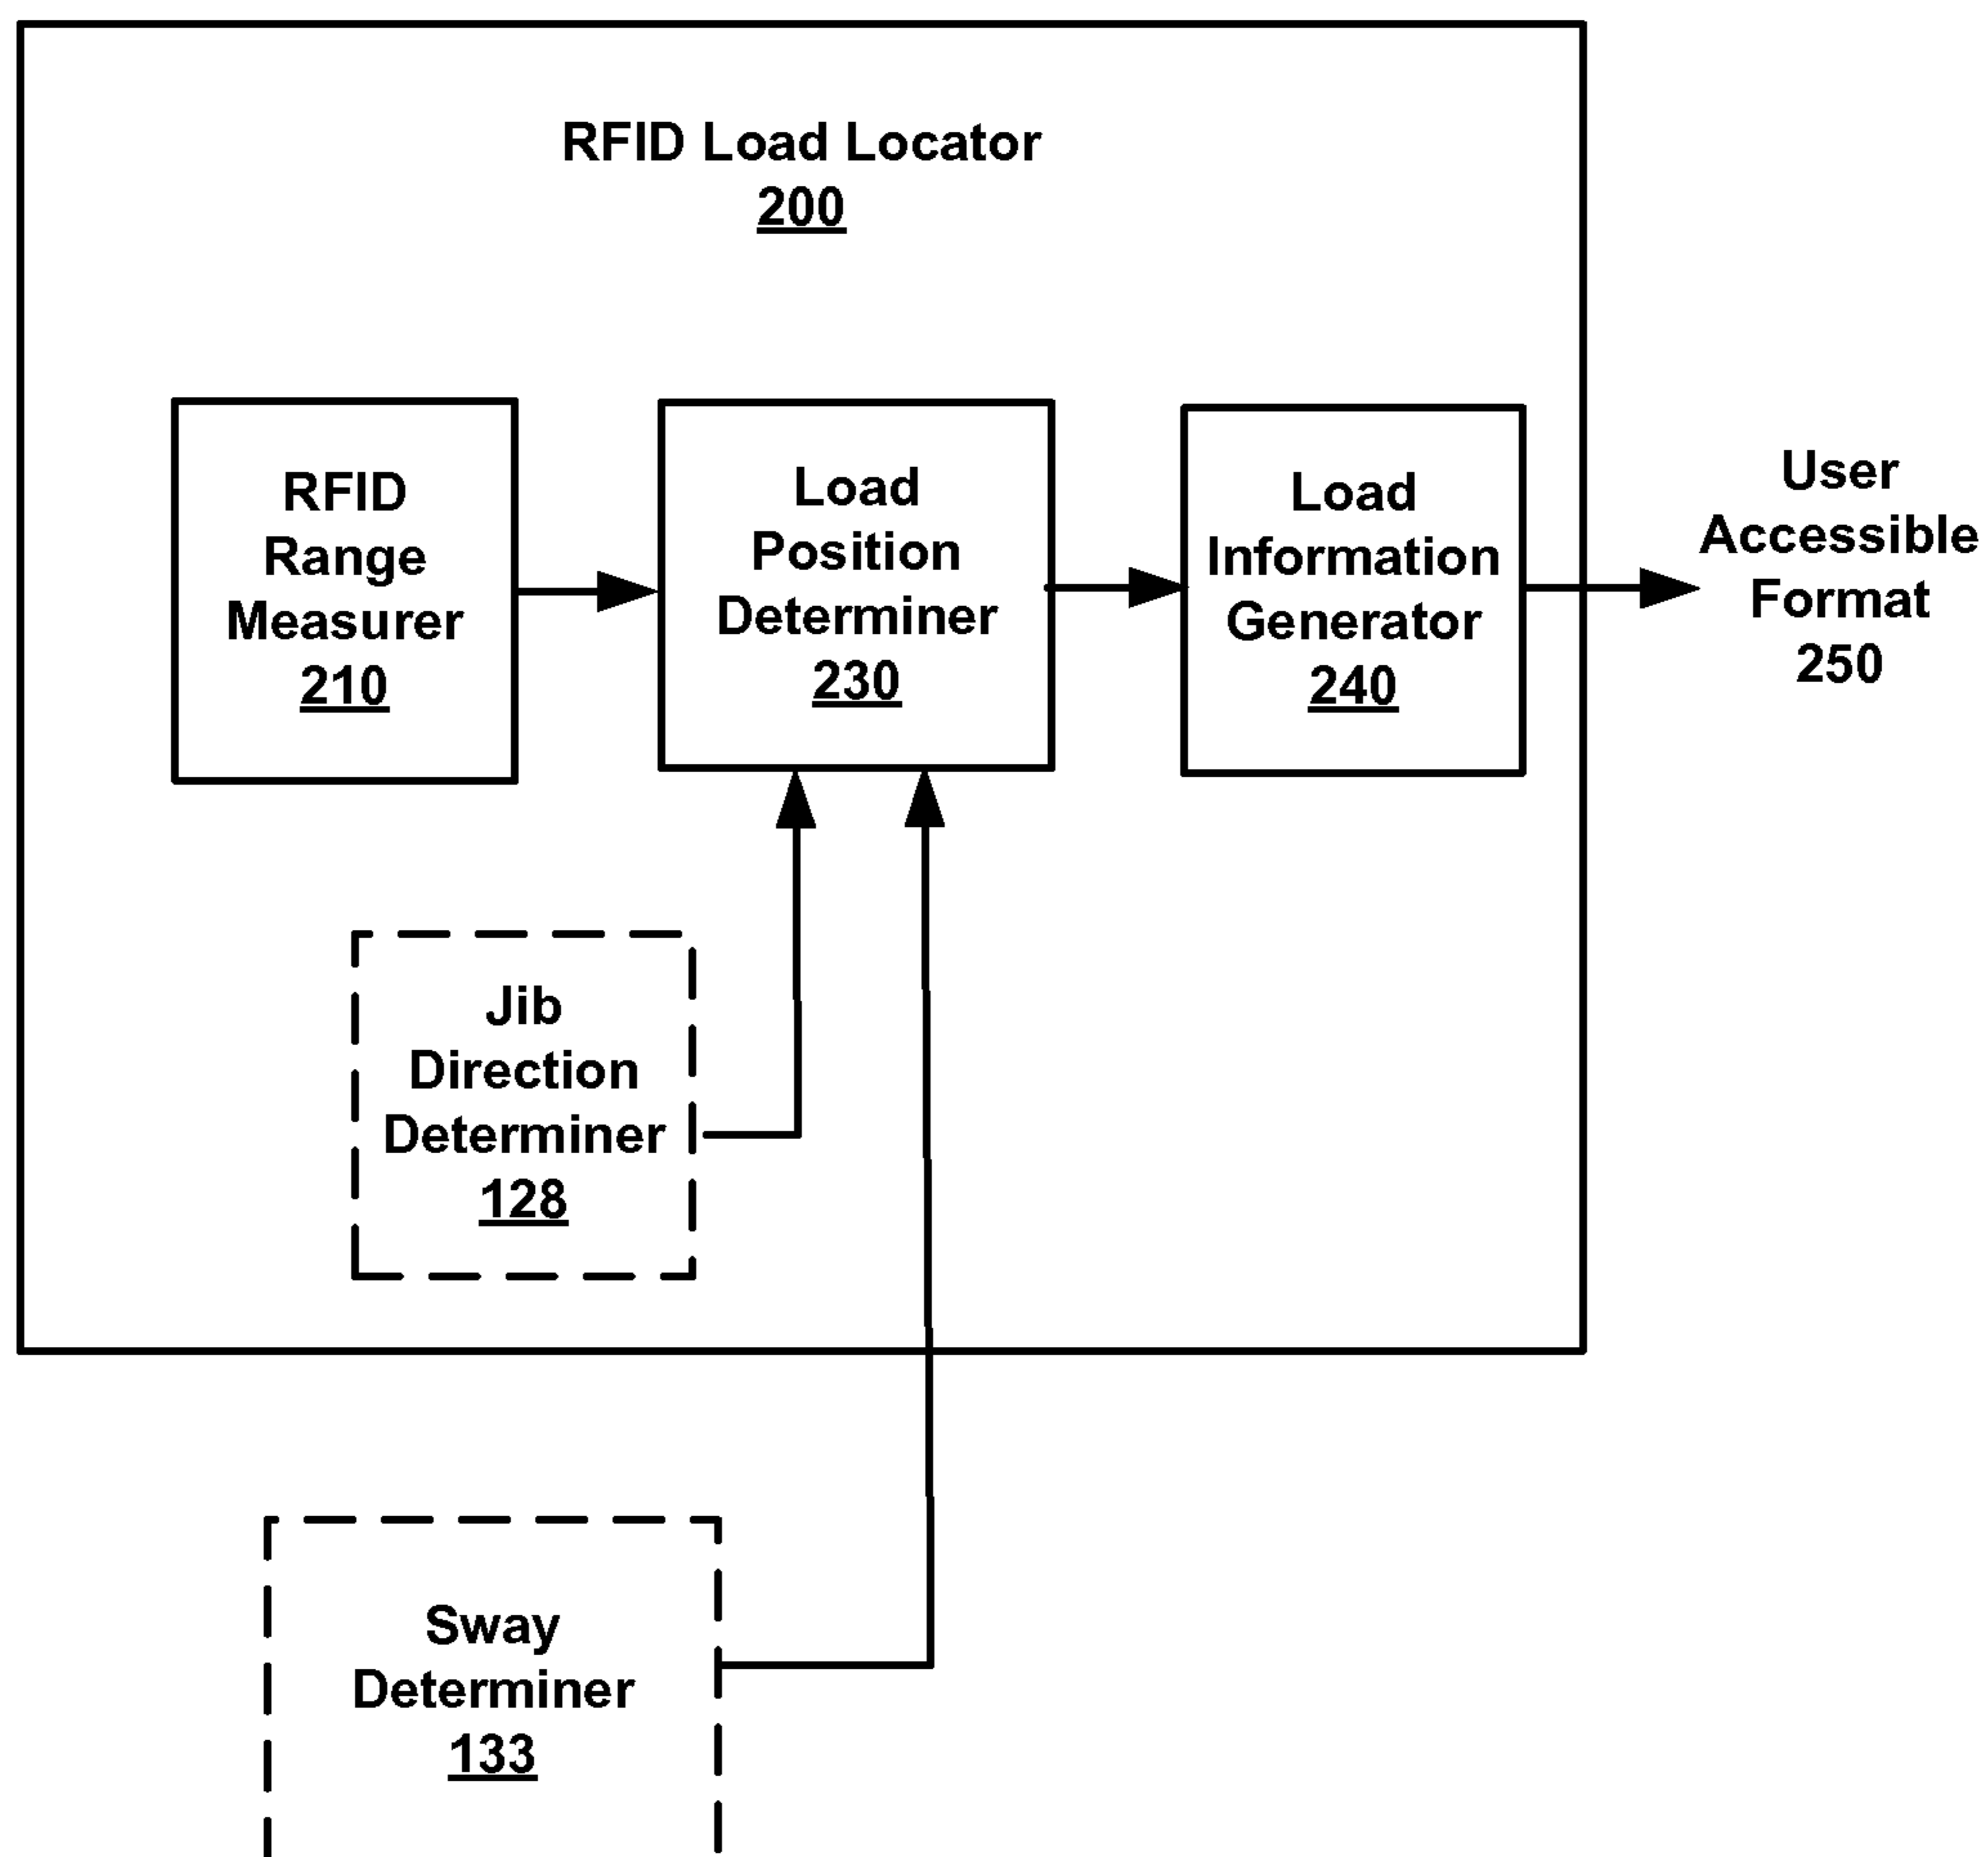 RFID Load Locator
200
RFID
Range
Measurer
210
Load
Position
Determiner
230
Load
Information
Generator
240
User
Accessible
Format
250
Jib
Direction
Determiner
128
Sway
Determiner
133